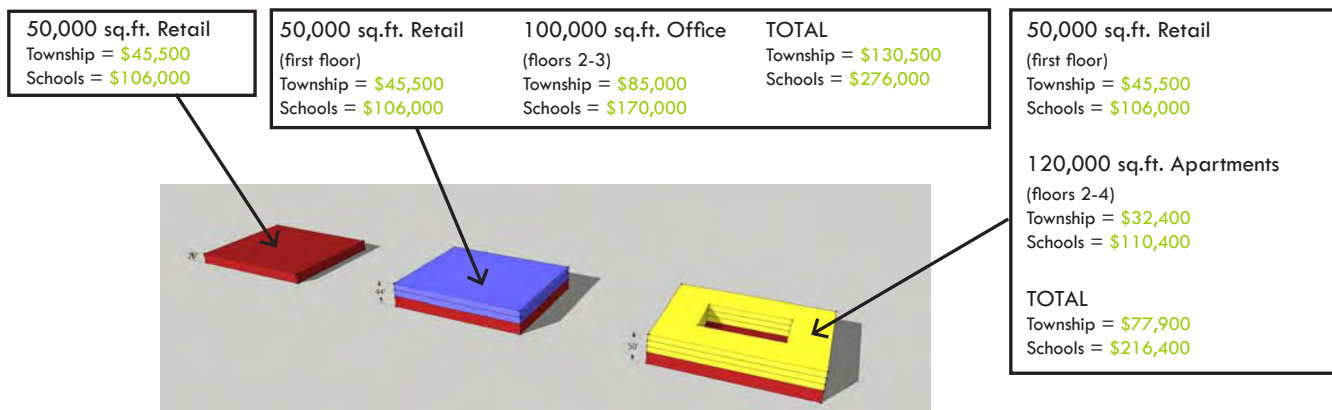 50,000 sq.ft. Retail
Township = $45,500
Schools = $106,000
50,000 sq.ft. Retail
(first floor)
Township = $45,500
Schools = $106,000
100,000 sq.ft. Office
(floors 2-3)
Township = $85,000
Schools = $170,000
TOTAL
Township = $130,500
Schools = $276,000
50,000 sq.ft. Retail
(first floor)
Township = $45,500
Schools = $106,000
120,000 sq.ft. Apartments
(floors 2-4)
Township = $32,400
Schools = $110,400
TOTAL
Township = $77,900
Schools = $216,400
44'
50'